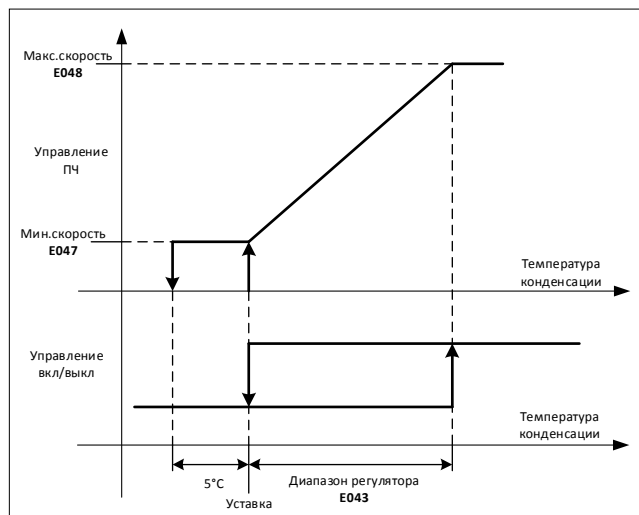 Макс.скорость
E048
Управление
ПЧ
Мин.скорость
E047
Температура
конденсации
Управление
вкл/выкл
Температура
конденсации
5°C
Диапазон регулятора
E043
Уставка